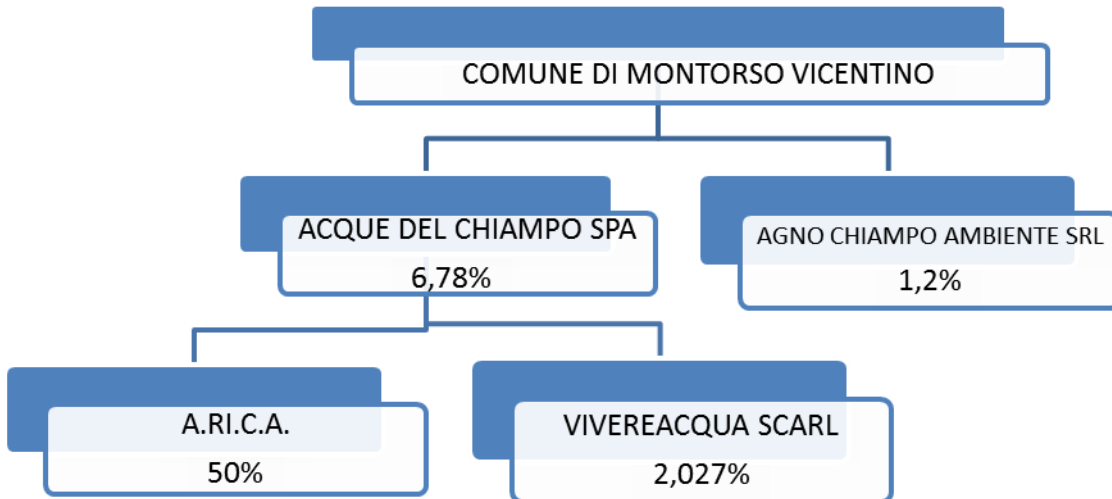 COMUNE DI MONTORSO VICENTINO
ACQUE DEL CHIAMPO SPA
6,78%
AGNO CHIAMPO AMBIENTE SRL
1,2%
A.RI.C.A.
50%
VIVEREACQUA SCARL
2,027%